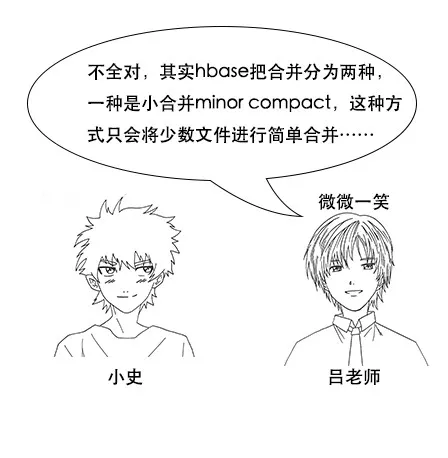 不全对，其实hbase把合并分为两种，
一种是小合并minor compact，这种方
式只会将少数文件进行简单合并……
微微一笑
小史
吕老师